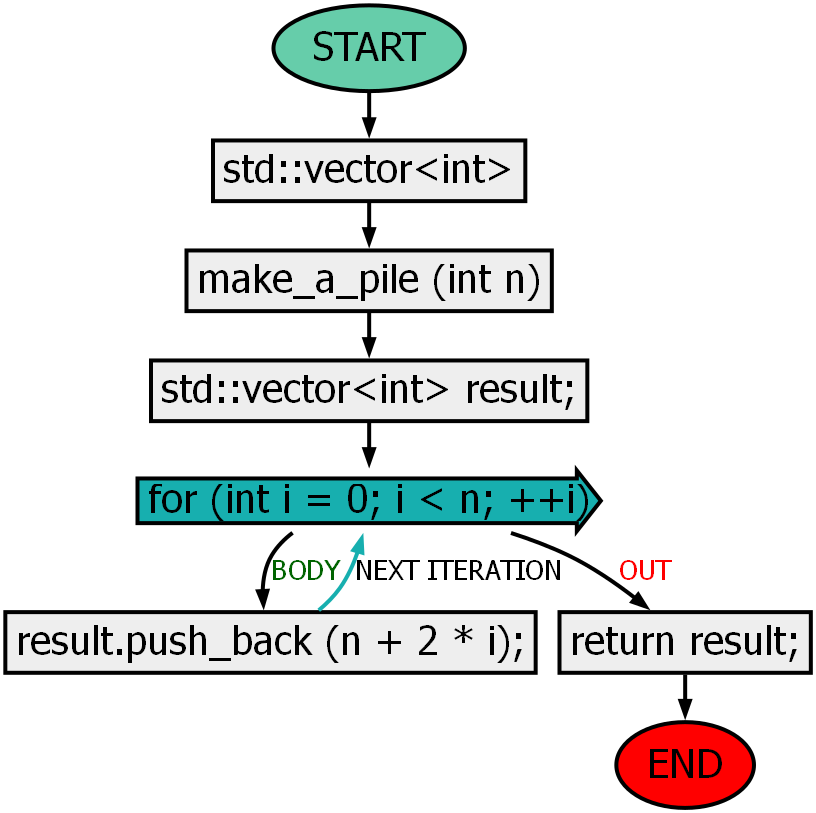 START
std::vector<int>
make_a_pile (int n)
std::vector<int> result;
for (int i = 0; i < n; ++i)
BODY
NEXT ITERATION
OUT
result.push_back (n + 2 * i);
return result;
END